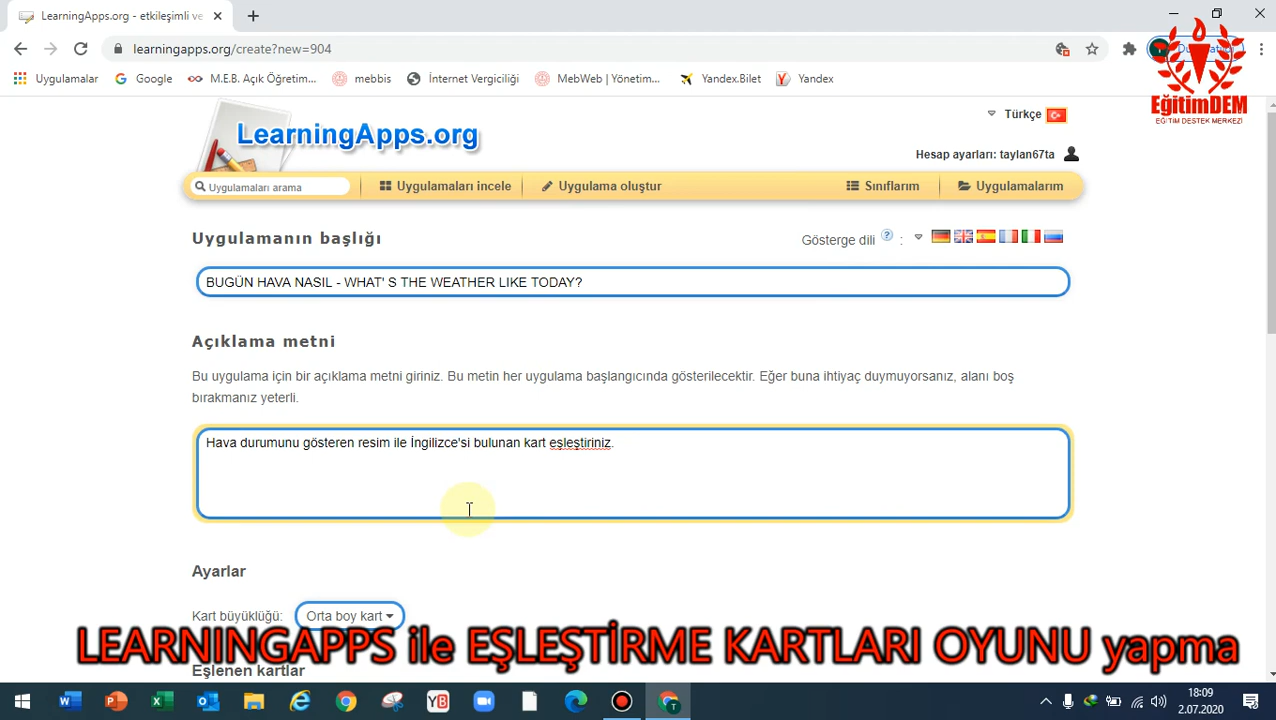 LearningApps.org - etkileşimli ve
learningapps.org/create?new=904
Uygulamalar
Google
M.E.B. Açık Öğretim...
mebbis
İnternet Vergiciliği
MebWeb | Yönetim...
Yandex.Bilet
Yandex
EğitimDEM
EĞİTİM DESTEK MERKEZİ
LearningApps.org
Türkçe
Hesap ayarları: taylan67ta
Uygulamaları arama
Uygulamaları incele
Uygulama oluştur
Sınıflarım
Uygulamalarım
Uygulamanın başlığı
Gösterge dili ? :
BUGÜN HAVA NASIL - WHAT' S THE WEATHER LIKE TODAY?
Açıklama metni
Bu uygulama için bir açıklama metni giriniz. Bu metin her uygulama başlangıcında gösterilecektir. Eğer buna ihtiyaç duymuyorsanız, alanı boş
bırakmanız yeterli.
Hava durumunu gösteren resim ile İngilizce'si bulunan kart eşleştiriniz.
Ayarlar
Kart büyüklüğü: Orta boy kart
LEARNINGAPPS ile EŞLEŞTİRME KARTLARI OYUNU yapma
Eşlenen kartlar
18:09
2.07.2020